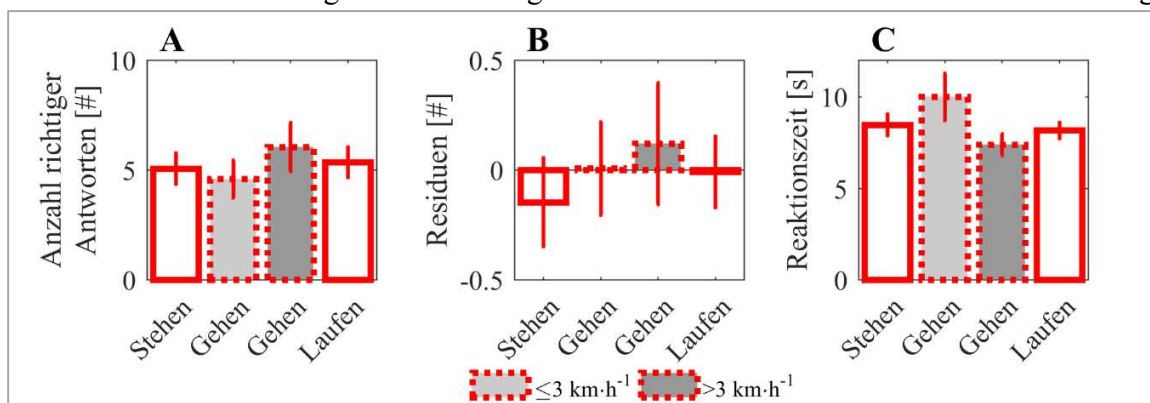 A
B
C
Anzahl richtiger
Antworten [#]
10
5
0
Stehen
Gehen
Gehen
Laufen
Residuen [#]
0.5
0
-0.5
Stehen
Gehen
Gehen
Laufen
Reaktionszeit [s]
10
5
0
Stehen
Gehen
Gehen
Laufen
≤3 km·h⁻¹
>3 km·h⁻¹